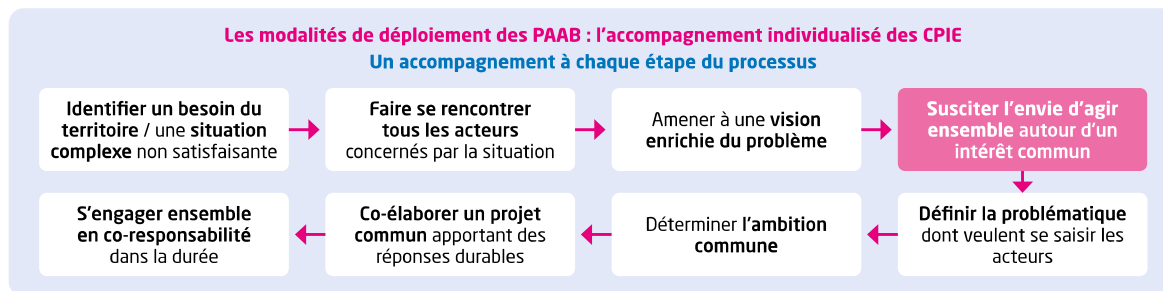 Les modalités de déploiement des PAAB : l'accompagnement individualisé des CPIE
Un accompagnement à chaque étape du processus
Identifier un besoin du
territoire / une situation
complexe non satisfaisante
Faire se rencontrer
tous les acteurs
concernés par la situation
Amener à une vision
enrichie du problème
Susciter l'envie d'agir
ensemble autour d'un
intérêt commun
Définir la problématique
dont veulent se saisir les
acteurs
Déterminer l'ambition
commune
Co-élaborer un projet
commun apportant des
réponses durables
S'engager ensemble
en co-responsabilité
dans la durée